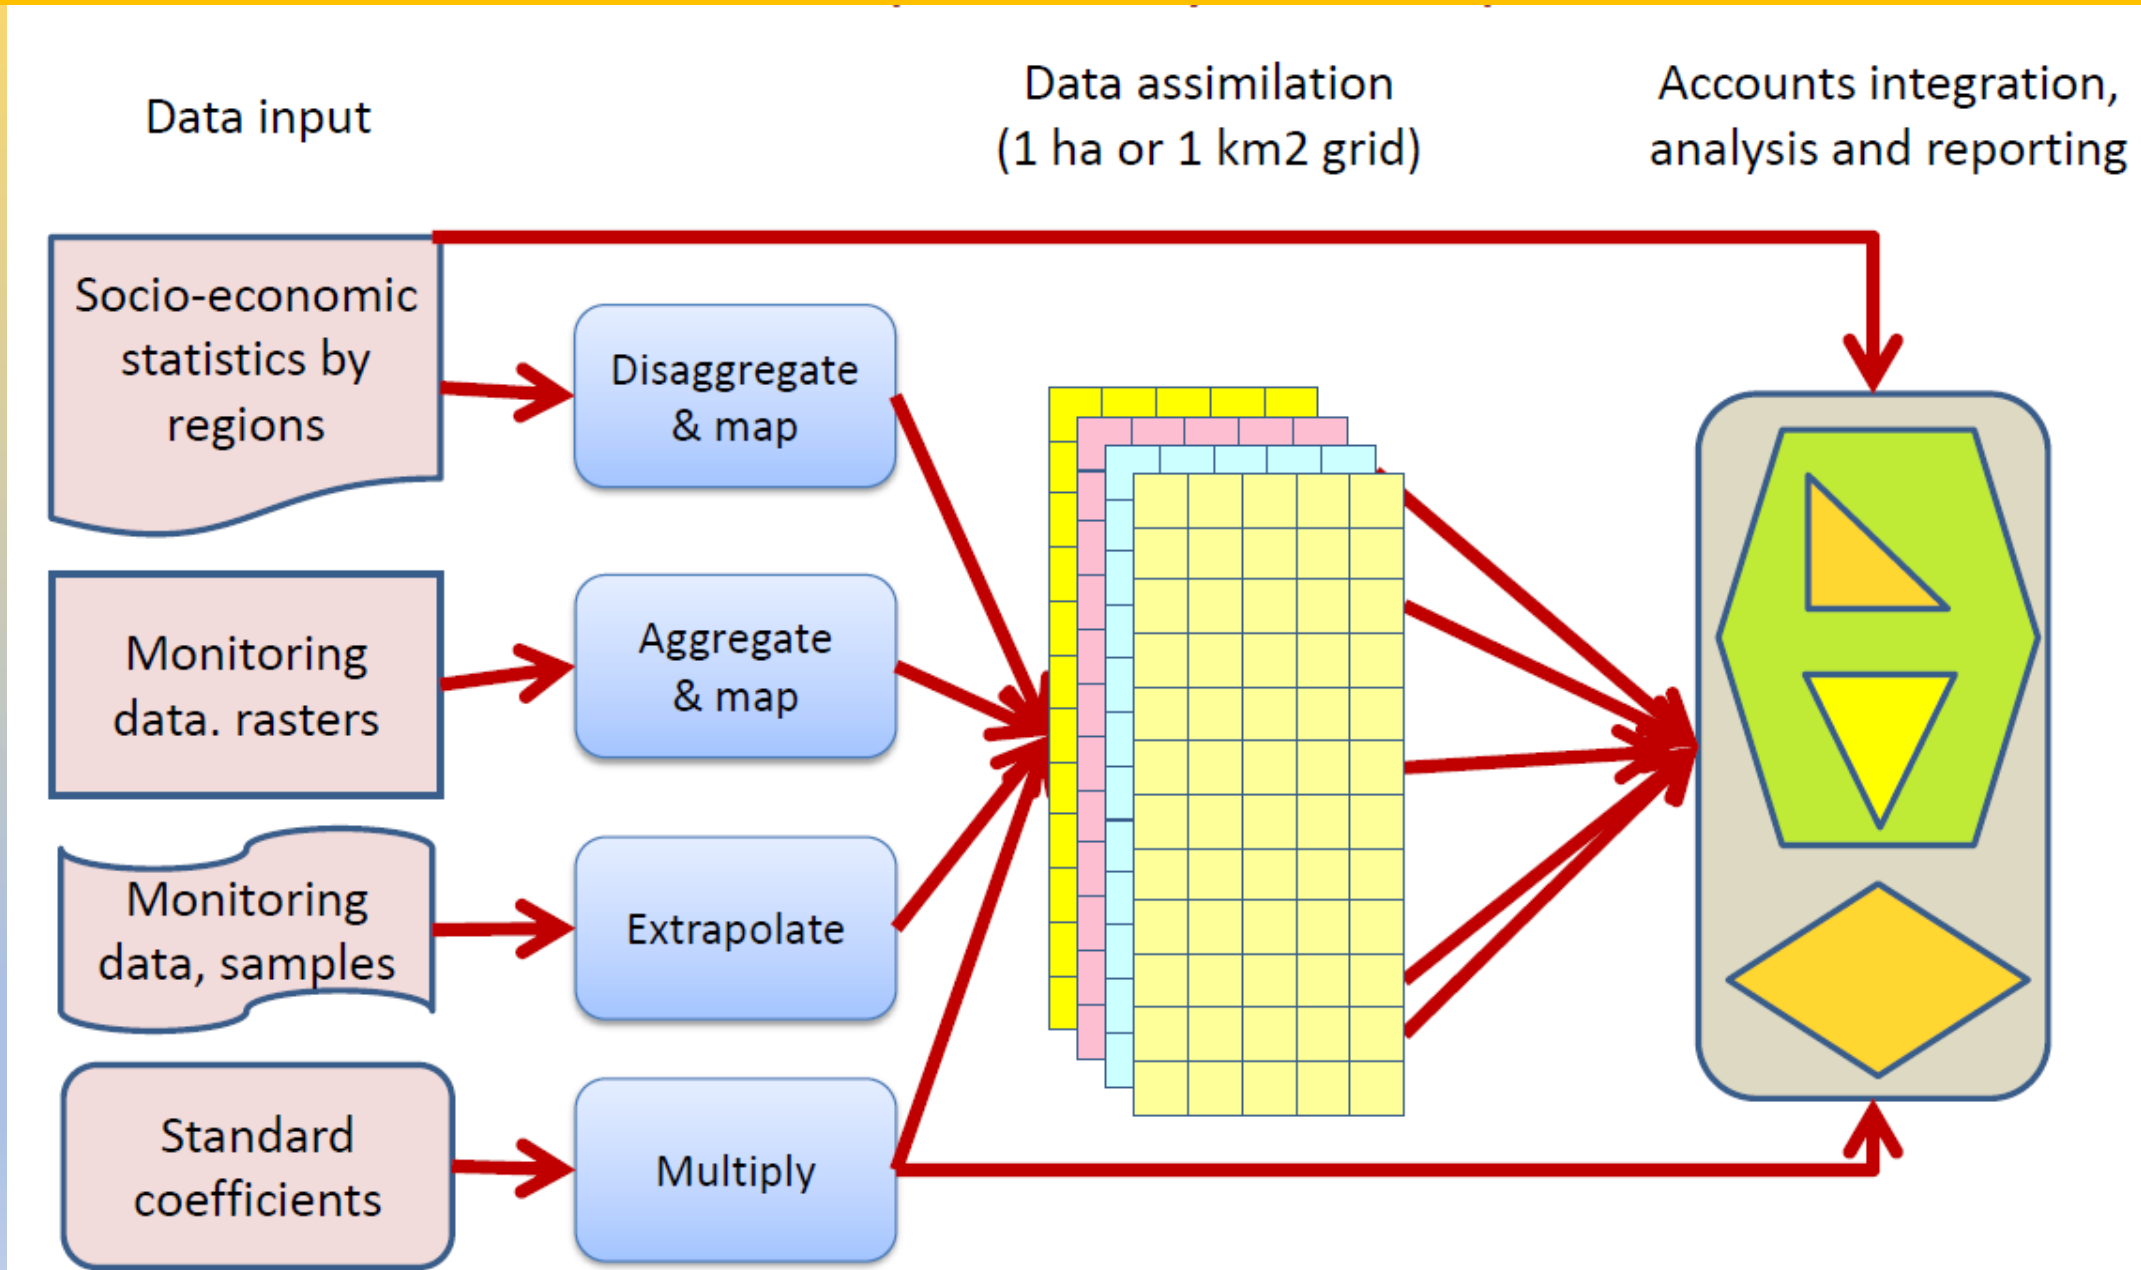 Data input
Data assimilation
(1 ha or 1 km2 grid)
Accounts integration,
analysis and reporting
Socio-economic
statistics by
regions
Disaggregate
& map
Monitoring
data. rasters
Aggregate
& map
Monitoring
data, samples
Extrapolate
Standard
coefficients
Multiply